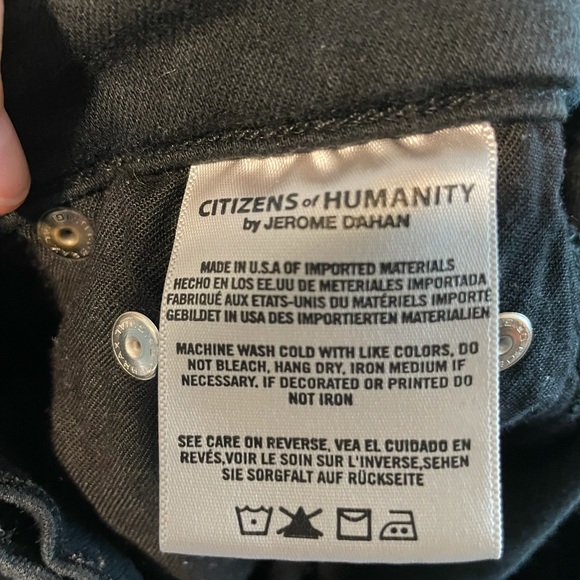 CITIZENS of HUMANITY
by JEROME DAHAN
MADE IN U.S.A OF IMPORTED MATERIALS
HECHO EN LOS EE.UU DE METERIALES IMPORTADA
FABRIQUÉ AUX ETATS-UNIS DU MATÉRIELS IMPORTÉ
GEBILDET IN USA DES IMPORTIERTEN MATERIALIEN
MACHINE WASH COLD WITH LIKE COLORS, DO
NOT BLEACH, HANG DRY, IRON MEDIUM IF
NECESSARY. IF DECORATED OR PRINTED DO
NOT IRON
SEE CARE ON REVERSE, VEA EL CUIDADO EN
REVÉS,VOIR LE SOIN SUR L'INVERSE,SEHEN
SIE SORGFALT AUF RÜCKSEITE